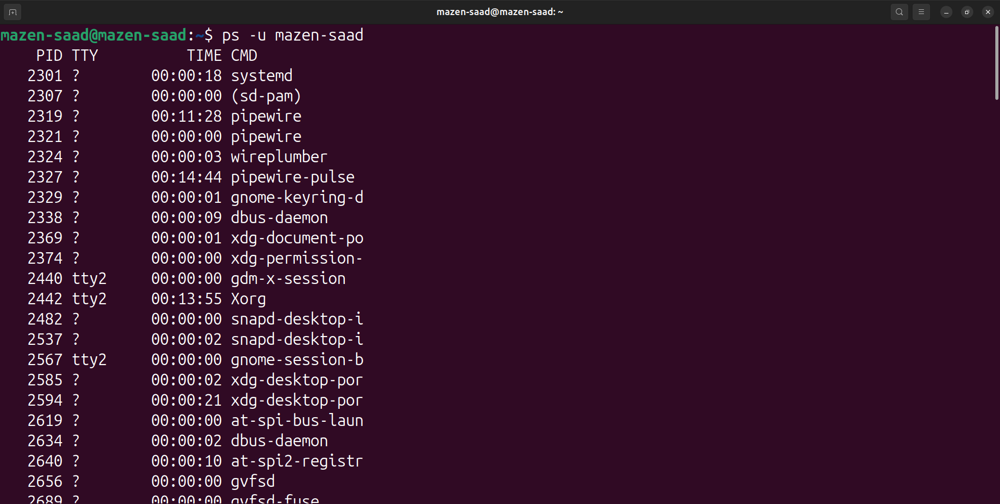 mazen-saad@mazen-saad: ~
mazen-saad@mazen-saad:~$ ps -u mazen-saad
    PID TTY          TIME CMD
   2301 ?        00:00:18 systemd
   2307 ?        00:00:00 (sd-pam)
   2319 ?        00:11:28 pipewire
   2321 ?        00:00:00 pipewire
   2324 ?        00:00:03 wireplumber
   2327 ?        00:14:44 pipewire-pulse
   2329 ?        00:00:01 gnome-keyring-d
   2338 ?        00:00:09 dbus-daemon
   2369 ?        00:00:01 xdg-document-po
   2374 ?        00:00:00 xdg-permission-
   2440 tty2     00:00:00 gdm-x-session
   2442 tty2     00:13:55 Xorg
   2482 ?        00:00:00 snapd-desktop-i
   2537 ?        00:00:02 snapd-desktop-i
   2567 tty2     00:00:00 gnome-session-b
   2585 ?        00:00:02 xdg-desktop-por
   2594 ?        00:00:21 xdg-desktop-por
   2619 ?        00:00:00 at-spi-bus-laun
   2634 ?        00:00:02 dbus-daemon
   2640 ?        00:00:10 at-spi2-registr
   2656 ?        00:00:00 gvfsd
   2689 ?        00:00:00 gvfsd-fuse